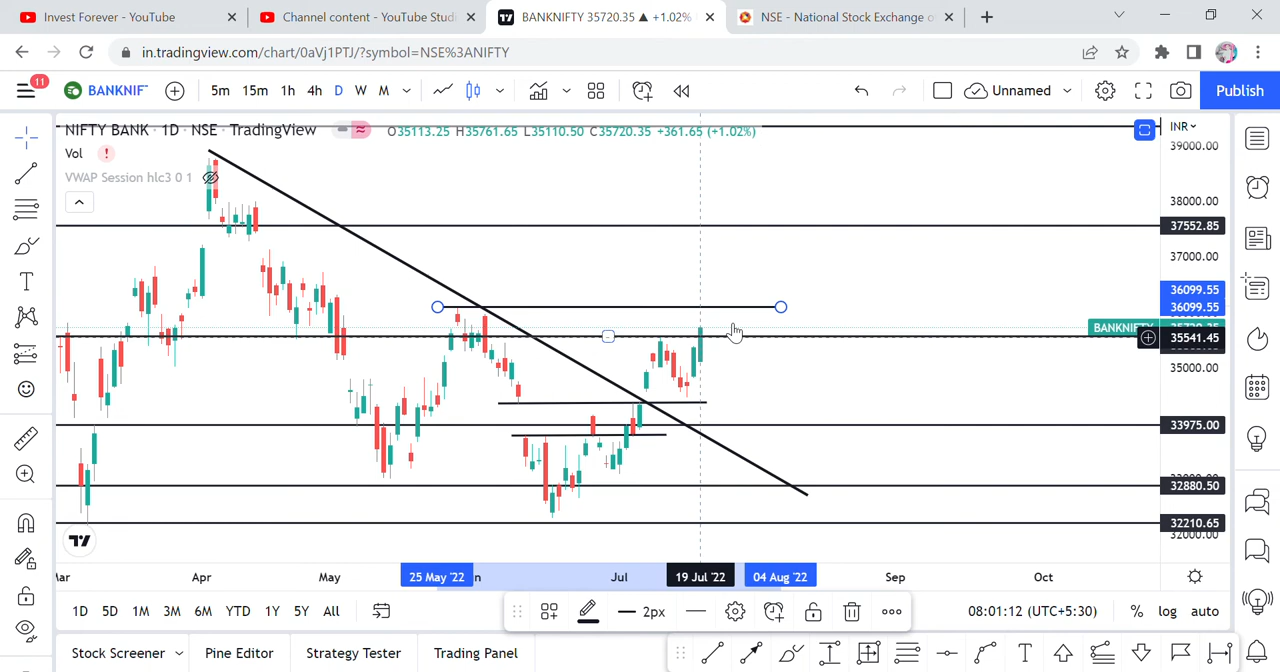 Invest Forever - YouTube
Channel content - YouTube Studi
BANKNIFTY 35720.35 ▲ +1.02%
NSE - National Stock Exchange o
in.tradingview.com/chart/0aVj1PTJ/?symbol=NSE%3ANIFTY
11
BANKNIF
5m 15m 1h 4h D W M
Unnamed
Publish
NIFTY BANK · 1D · NSE · TradingView
O35113.25 H35761.65 L35110.50 C35720.35 +361.65 (+1.02%)
INR
39000.00
Vol
VWAP Session hlc3 0 1
38000.00
37552.85
37000.00
36099.55
36099.55
BANKNIFTY
35541.45
35000.00
33975.00
32880.50
32210.65
32000.00
Mar Apr May 25 May '22 Jul 19 Jul '22 04 Aug '22 Sep Oct
1D 5D 1M 3M 6M YTD 1Y 5Y All
2px
08:01:12 (UTC+5:30)
% log auto
Stock Screener Pine Editor Strategy Tester Trading Panel